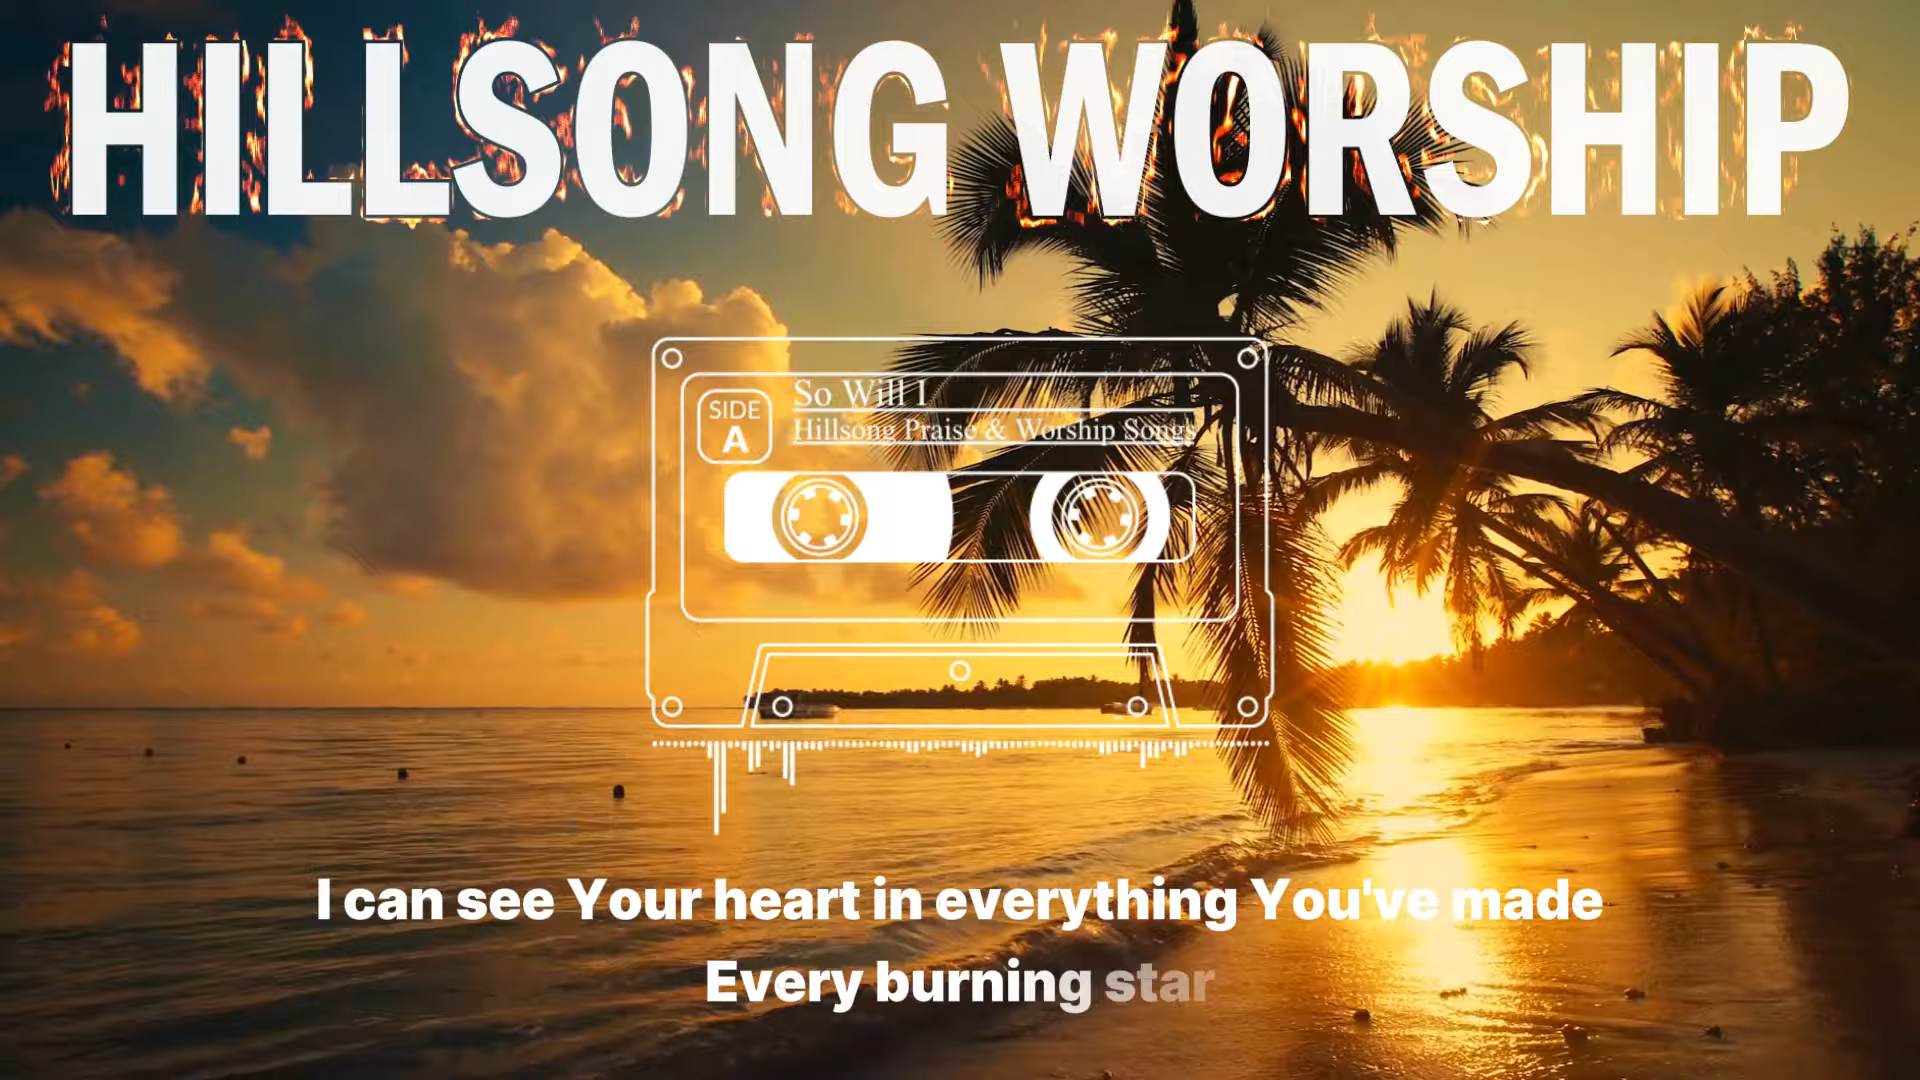 HILLSONG WORSHIP
So Will I
SIDE
A
Hillsong Praise & Worship Songs
I can see Your heart in everything You've made
Every burning star